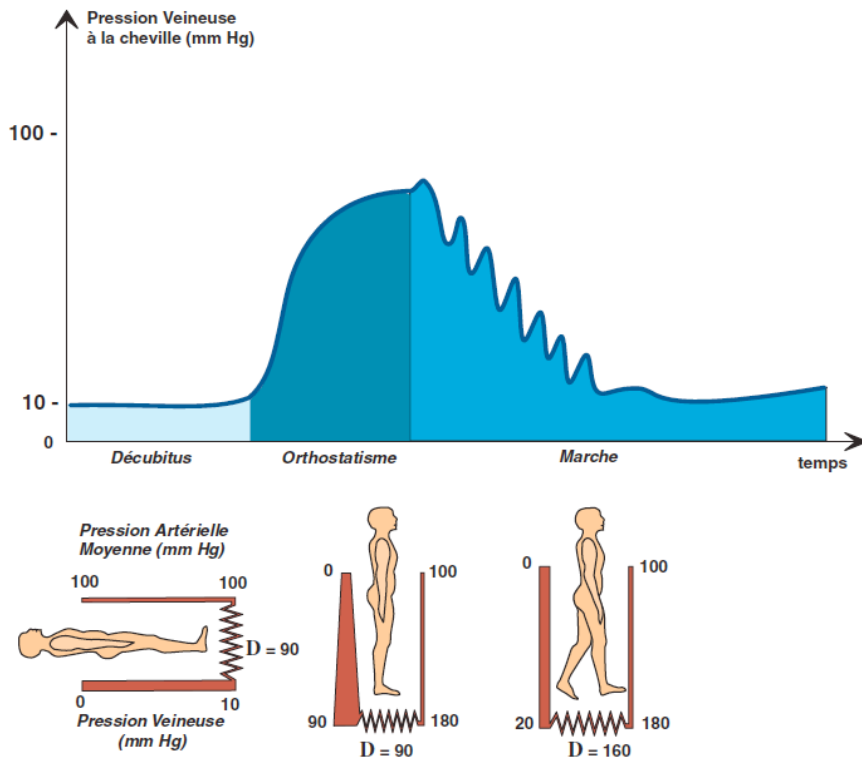 Pression Veineuse
à la cheville (mm Hg)
100 -
10 -
0
Décubitus
Orthostatisme
Marche
temps
Pression Artérielle
Moyenne (mm Hg)
100
100
D = 90
0
10
Pression Veineuse
(mm Hg)
0
100
90
180
D = 90
0
100
20
180
D = 160